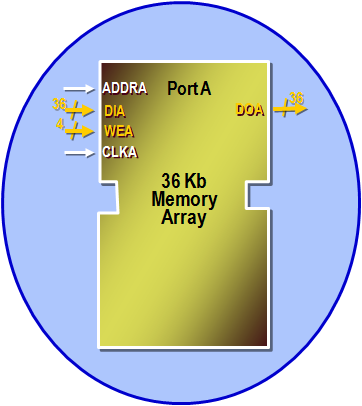 ADDRA Port A
36 DIA DOA 36
4 WEA
CLKA
36 Kb
Memory
Array